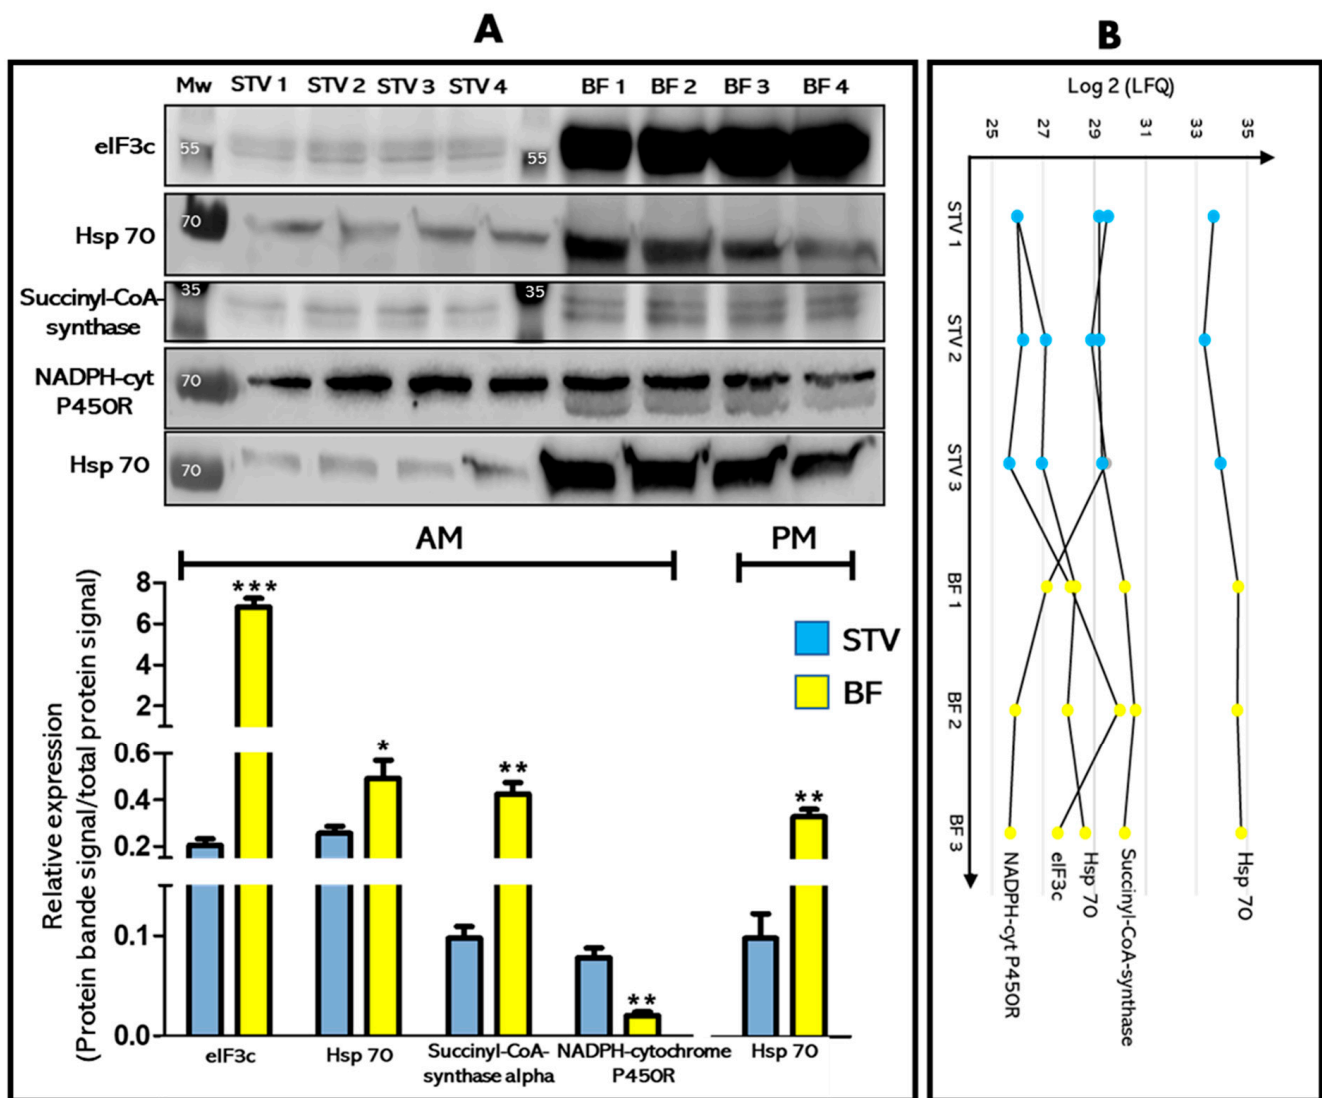 A
B
Mw STV 1 STV 2 STV 3 STV 4 BF 1 BF 2 BF 3 BF 4
eIF3c
55
55
Hsp 70
70
Succinyl-CoA-
synthase
35
35
NADPH-cyt
P450R
70
Hsp 70
70
AM
PM
Relative expression
(Protein bande signal/total protein signal)
8
6
4
2
0.6
0.4
0.2
0.1
0.0
***
*
**
**
**
STV
BF
eIF3c
Hsp 70
Succinyl-CoA-
synthase alpha
NADPH-cytochrome
P450R
Hsp 70
Log 2 (LFQ)
25 27 29 31 33 35
STV 1
STV 2
STV 3
BF 1
BF 2
BF 3
NADPH-cyt P450R
eIF3c
Hsp 70
Succinyl-CoA-synthase
Hsp 70